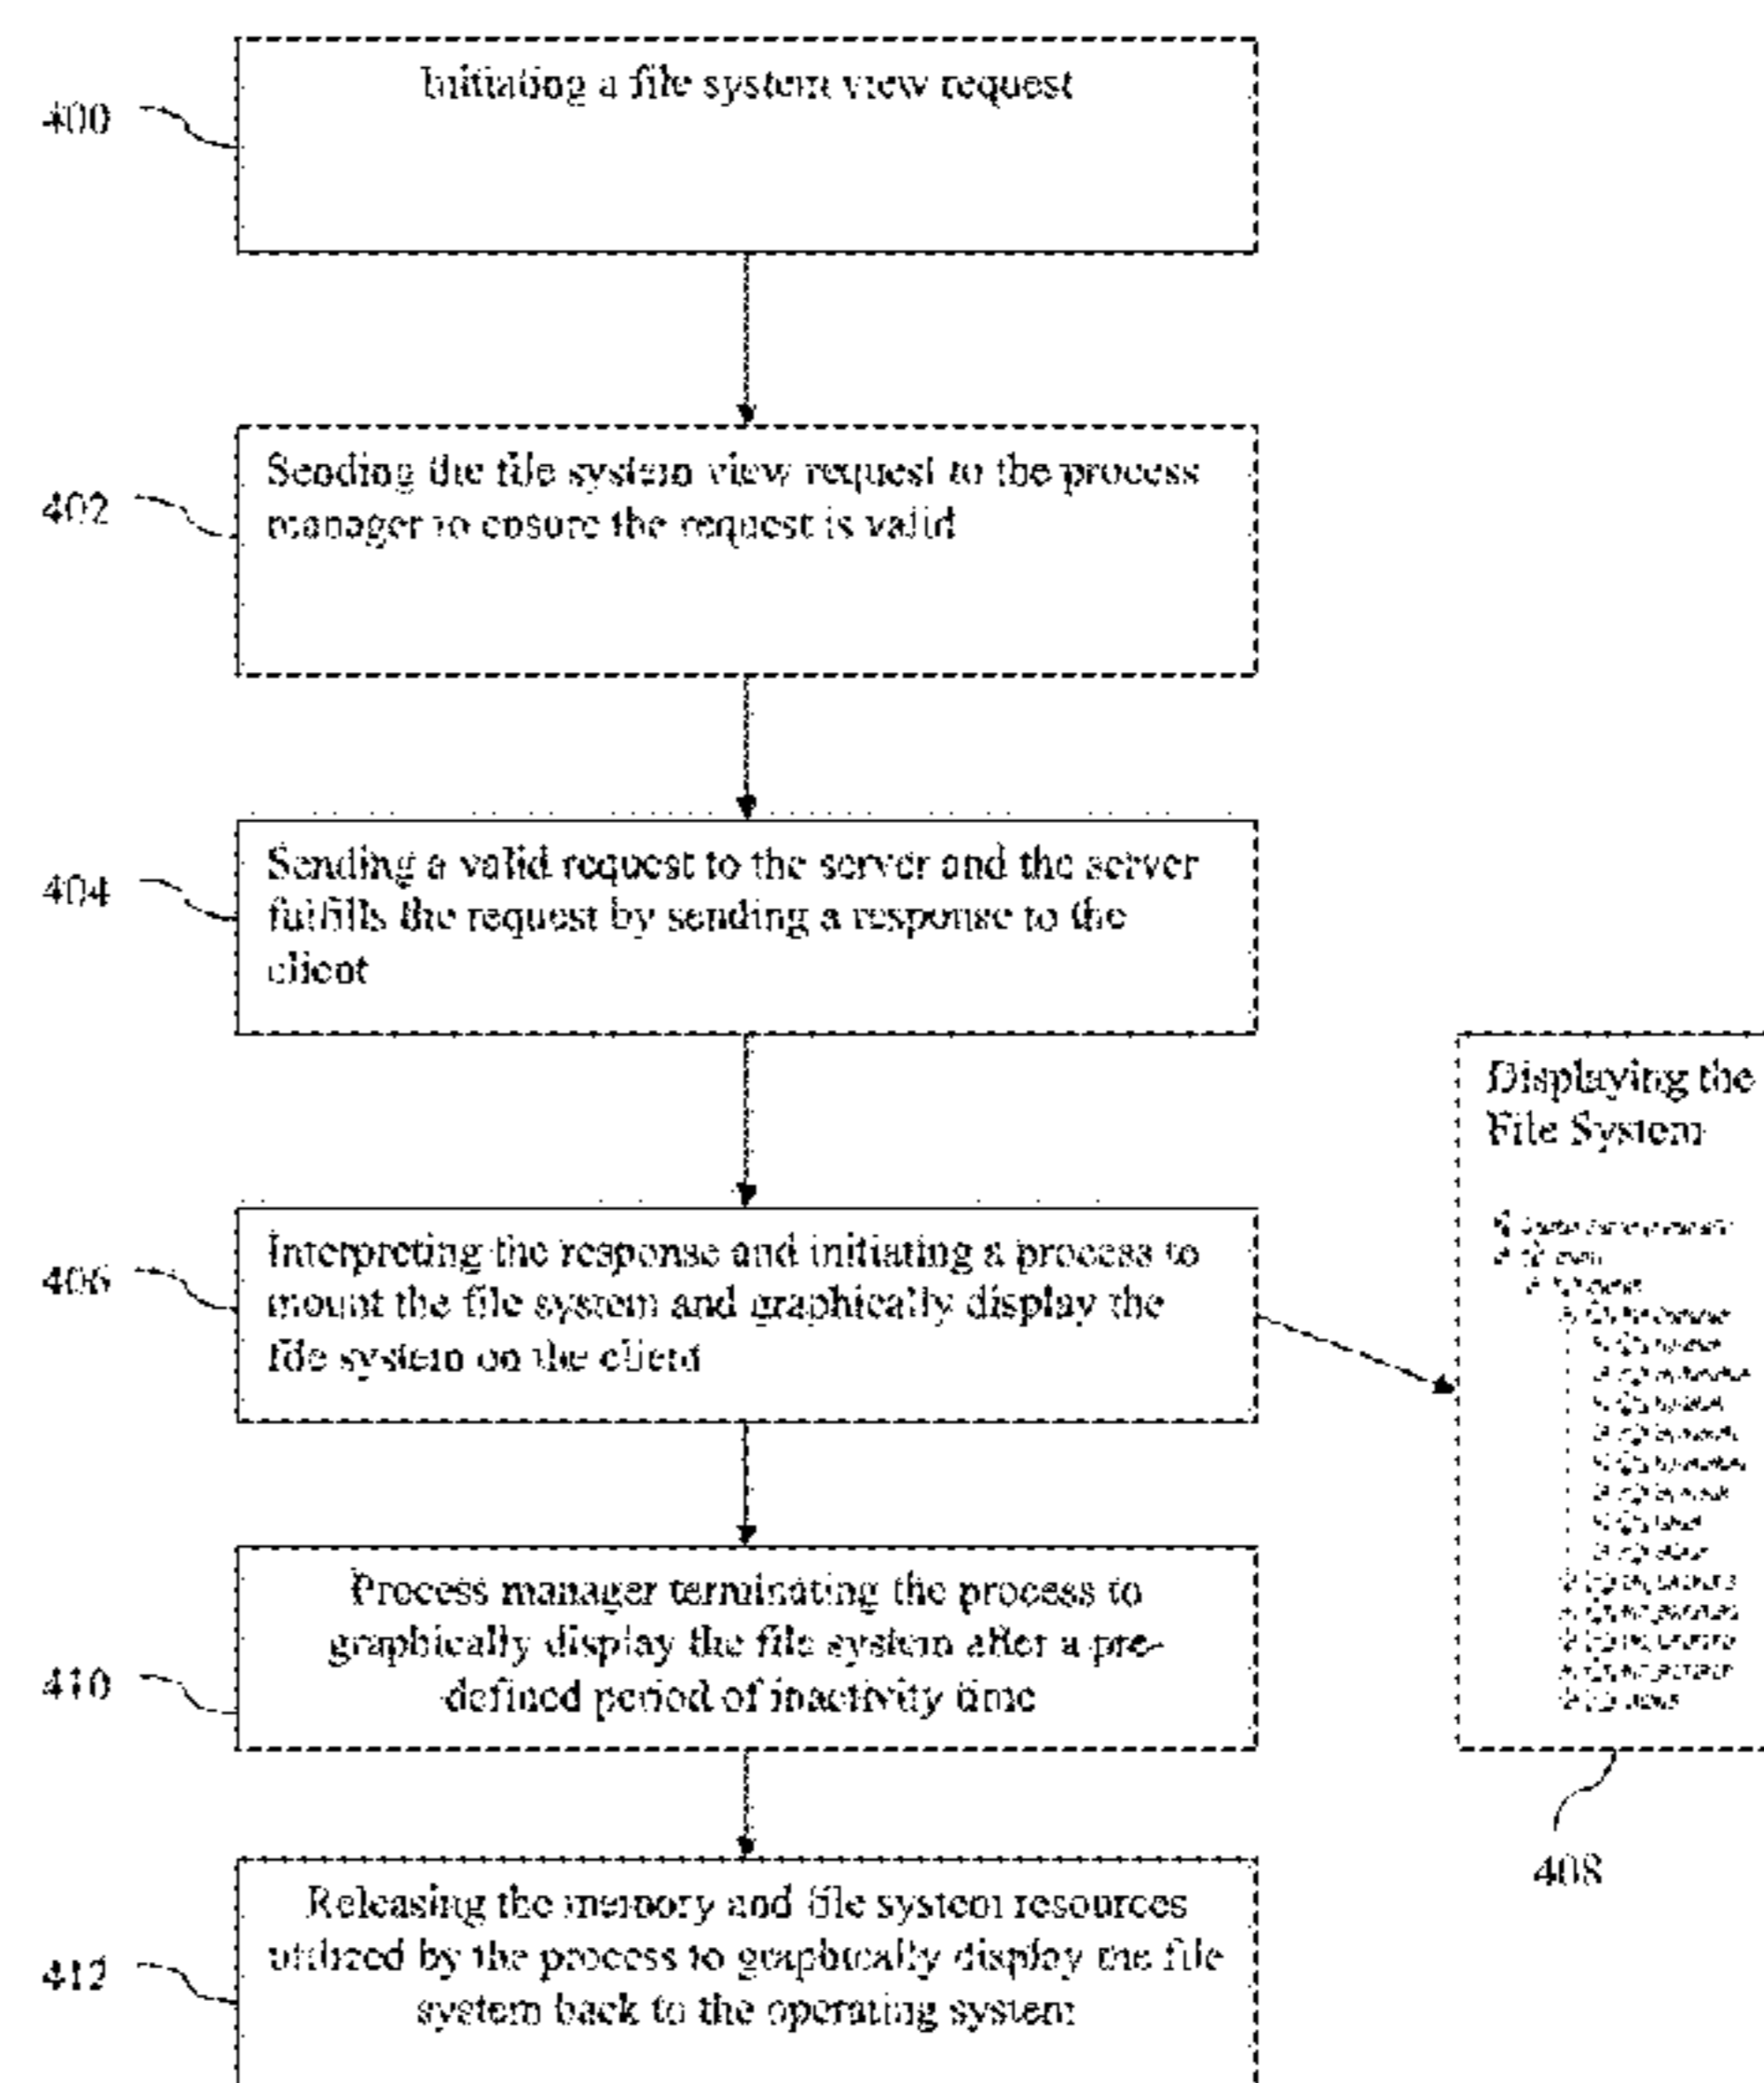 400
Initiating a file system view request
402
Sending the file system view request to the process
manager to ensure the request is valid
404
Sending a valid request to the server and the server
fulfills the request by sending a response to the
client
406
Interpreting the response and initiating a process to
mount the file system and graphically display the
file system on the client
Displaying the
File System
408
410
Process manager terminating the process to
graphically display the file system after a pre-
defined period of inactivity time
412
Releasing the memory and file system resources
utilized by the process to graphically display the file
system back to the operating system